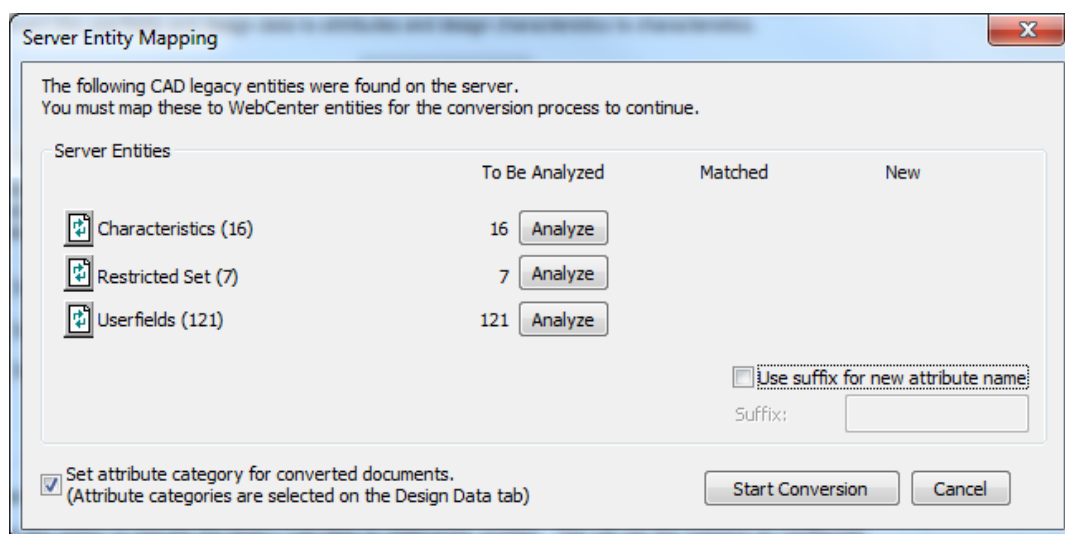 Server Entity Mapping
The following CAD legacy entities were found on the server.
You must map these to WebCenter entities for the conversion process to continue.
Server Entities
To Be Analyzed Matched New
Characteristics (16) 16 Analyze
Restricted Set (7) 7 Analyze
Userfields (121) 121 Analyze
Use suffix for new attribute name
Suffix:
Set attribute category for converted documents.
(Attribute categories are selected on the Design Data tab)
Start Conversion Cancel